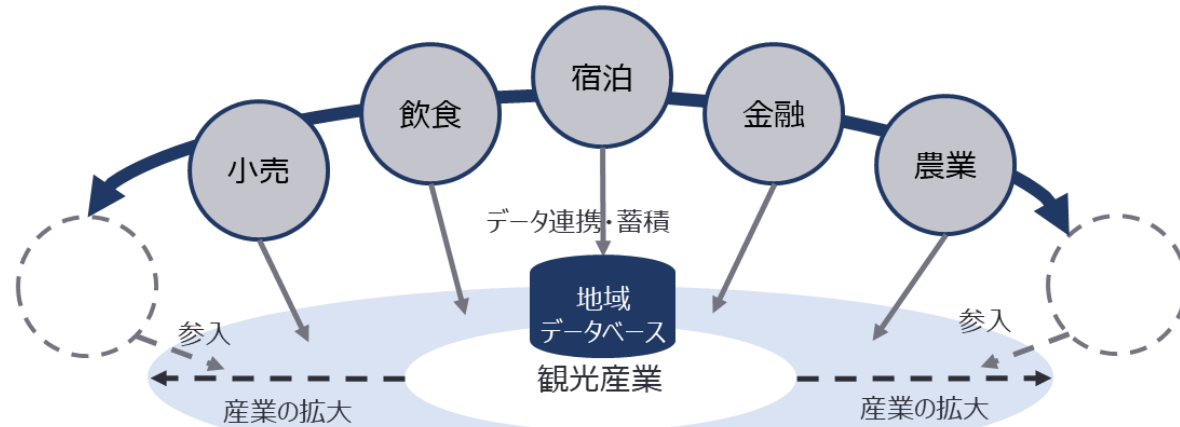 宿泊
飲食
金融
小売
農業
データ連携・蓄積
地域
データベース
参入
参入
観光産業
産業の拡大
産業の拡大